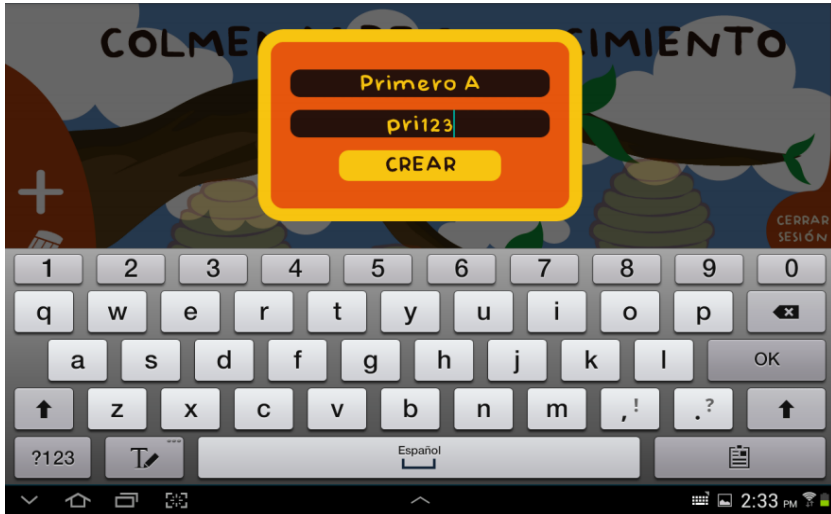 COLME CIMIENTO
Primero A
pri123
CREAR
CERRAR
SESIÓN
1 2 3 4 5 6 7 8 9 0
q w e r t y u i o p
a s d f g h j k l OK
z x c v b n m ,! .?
?123 T Español
2:33 PM